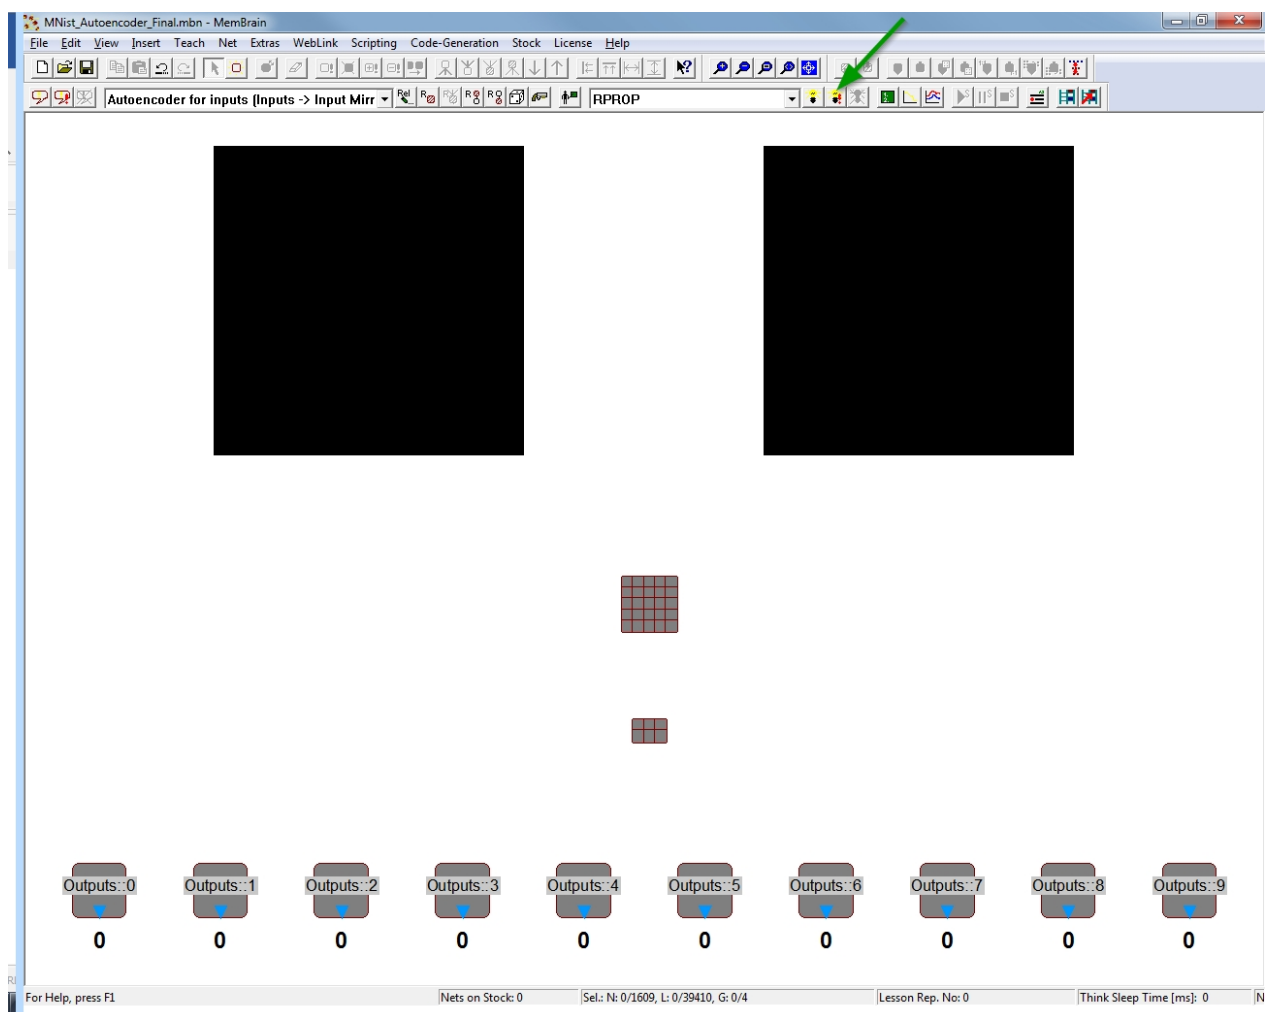 MNist_Autoencoder_Final.mbn - MemBrain
File Edit View Insert Teach Net Extras WebLink Scripting Code-Generation Stock License Help
Autoencoder for inputs (Inputs -> Input Mirr RPROP
Outputs::0 Outputs::1 Outputs::2 Outputs::3 Outputs::4 Outputs::5 Outputs::6 Outputs::7 Outputs::8 Outputs::9
0 0 0 0 0 0 0 0 0 0
For Help, press F1 Nets on Stock: 0 Sel.: N: 0/1609, L: 0/39410, G: 0/4 Lesson Rep. No: 0 Think Sleep Time [ms]: 0 N